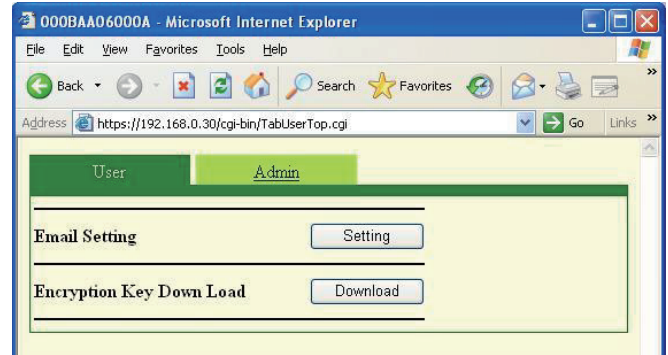 000BAA06000A - Microsoft Internet Explorer
File Edit View Favorites Tools Help
Back Search Favorites »
Address https://192.168.0.30/cgi-bin/TabUserTop.cgi Go Links »
User Admin
Email Setting Setting
Encryption Key Down Load Download